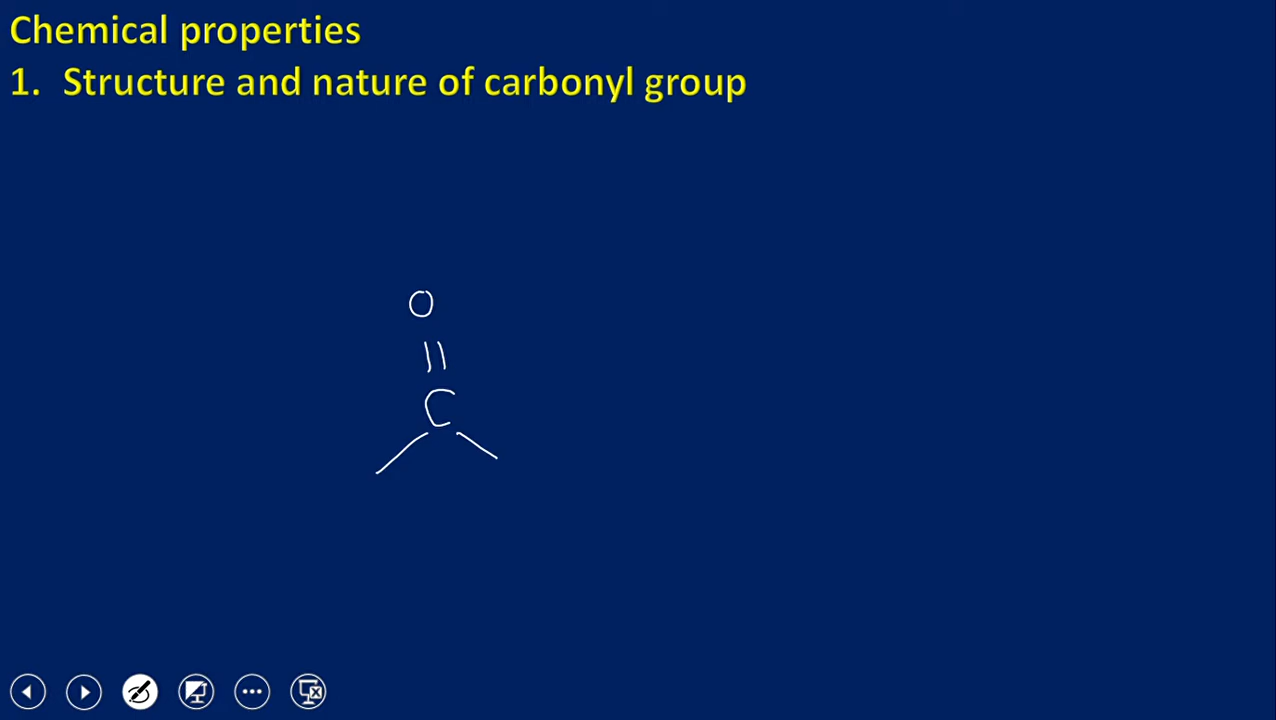 Chemical properties
1. Structure and nature of carbonyl group
O
C